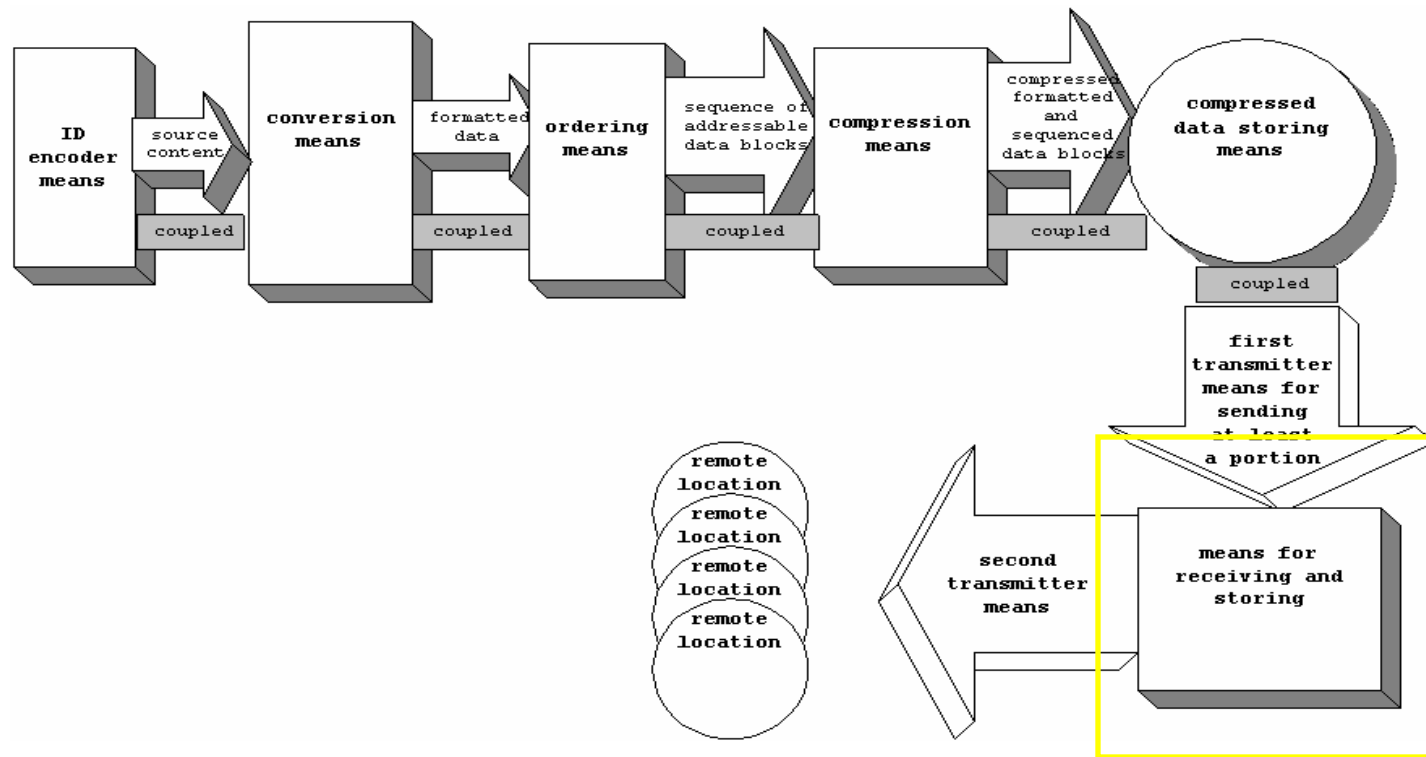 ID
encoder
means
source
content
coupled
conversion
means
formatted
data
coupled
ordering
means
sequence of
addressable
data blocks
coupled
compression
means
compressed
formatted
and
sequenced
data blocks
coupled
compressed
data storing
means
coupled
first
transmitter
means for
sending
at least
a portion
means for
receiving and
storing
second
transmitter
means
remote
location
remote
location
remote
location
remote
location